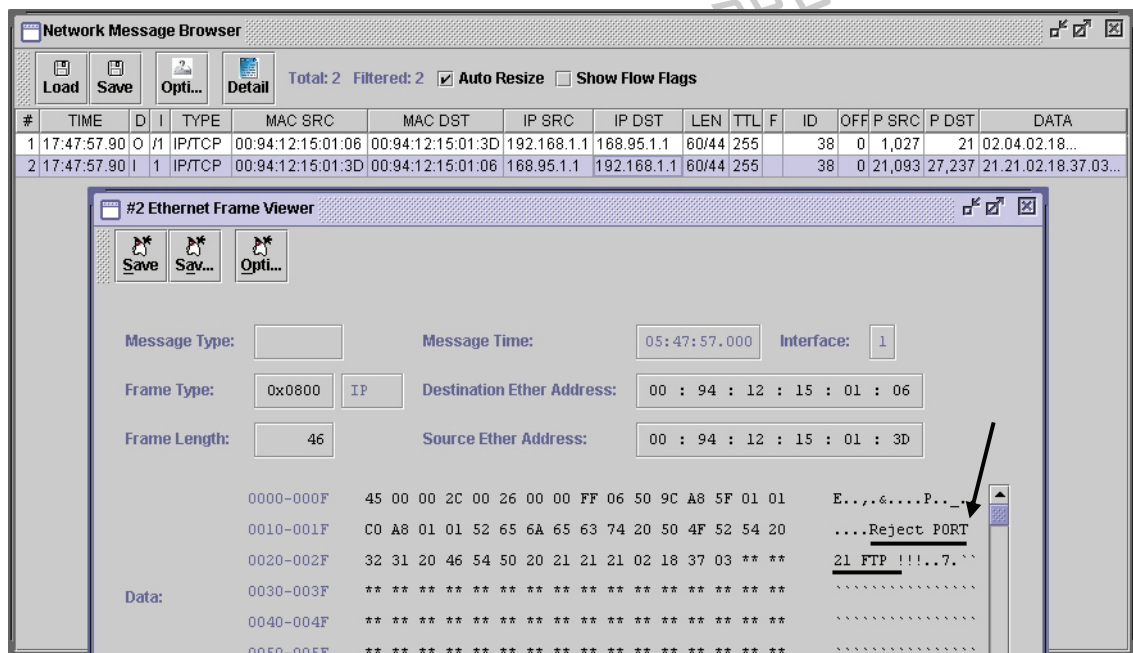 Network Message Browser
Load Save Opti... Detail Total: 2 Filtered: 2 Auto Resize Show Flow Flags
# TIME D I TYPE MAC SRC MAC DST IP SRC IP DST LEN TTL F ID OFF P SRC P DST DATA
1 17:47:57.90 O /1 IP/TCP 00:94:12:15:01:06 00:94:12:15:01:3D 192.168.1.1 168.95.1.1 60/44 255 38 0 1,027 21 02.04.02.18...
2 17:47:57.90 I 1 IP/TCP 00:94:12:15:01:3D 00:94:12:15:01:06 168.95.1.1 192.168.1.1 60/44 255 38 0 21,093 27,237 21.21.02.18.37.03...
#2 Ethernet Frame Viewer
Save Sav... Opti...
Message Type: Message Time: 05:47:57.000 Interface: 1
Frame Type: 0x0800 IP Destination Ether Address: 00 : 94 : 12 : 15 : 01 : 06
Frame Length: 46 Source Ether Address: 00 : 94 : 12 : 15 : 01 : 3D
0000-000F 45 00 00 2C 00 26 00 00 FF 06 50 9C A8 5F 01 01 E..,.&....P.._..
0010-001F C0 A8 01 01 52 65 6A 65 63 74 20 50 4F 52 54 20 ....Reject PORT
0020-002F 32 31 20 46 54 50 20 21 21 21 02 18 37 03 ** ** 21 FTP !!!..7.``
Data: 0030-003F ** ** ** ** ** ** ** ** ** ** ** ** ** ** ** ** ````````````````
0040-004F ** ** ** ** ** ** ** ** ** ** ** ** ** ** ** ** ````````````````
0050-005F ** ** ** ** ** ** ** ** ** ** ** ** ** ** ** **